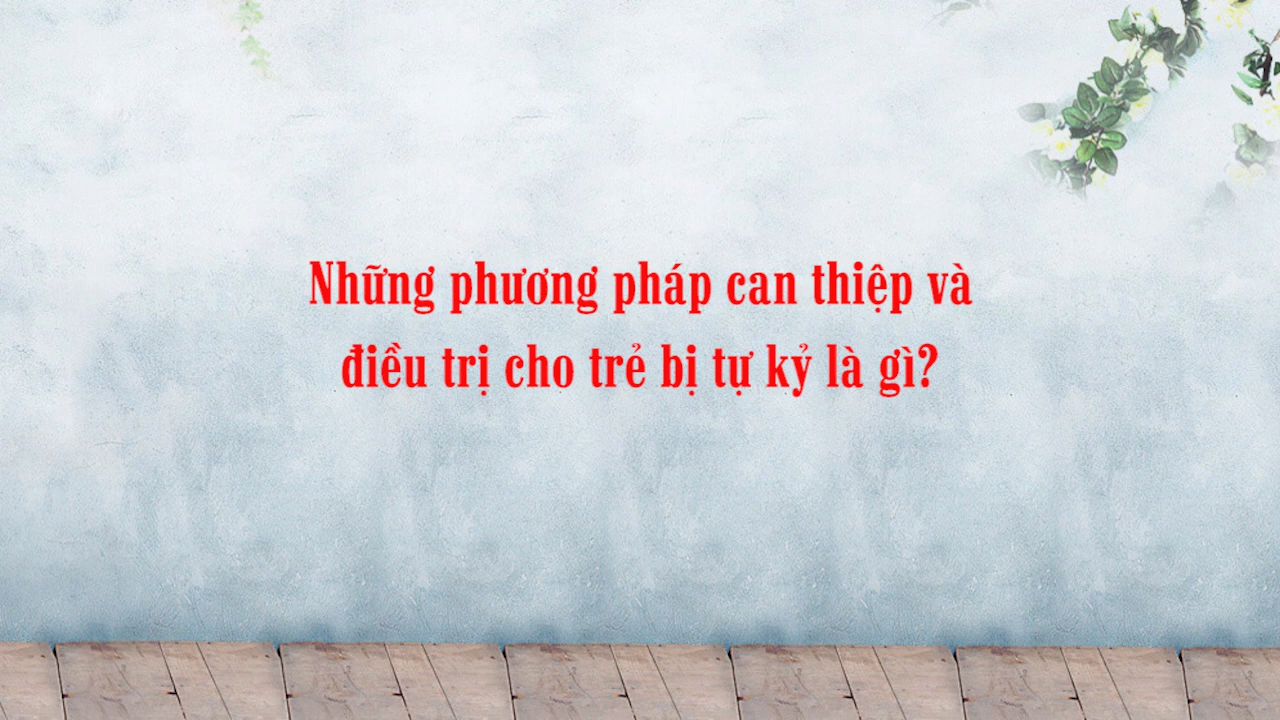 Những phương pháp can thiệp và
điều trị cho trẻ bị tự kỷ là gì?